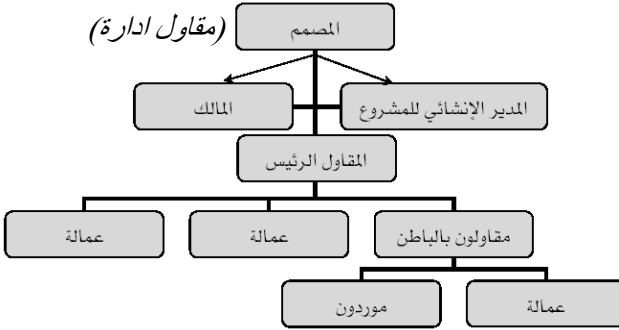 المصمم
(مقاول ادارة)
المدير الإنشائي للمشروع
المالك
المقاول الرئيس
مقاولون بالباطن
عمالة
عمالة
عمالة
موردون